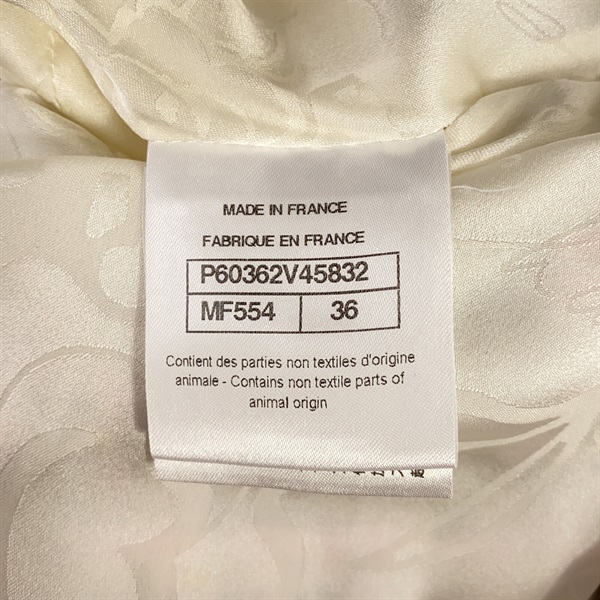 MADE IN FRANCE
FABRIQUE EN FRANCE
P60362V45832
MF554 36
Contient des parties non textiles d'origine
animale - Contains non textile parts of
animal origin